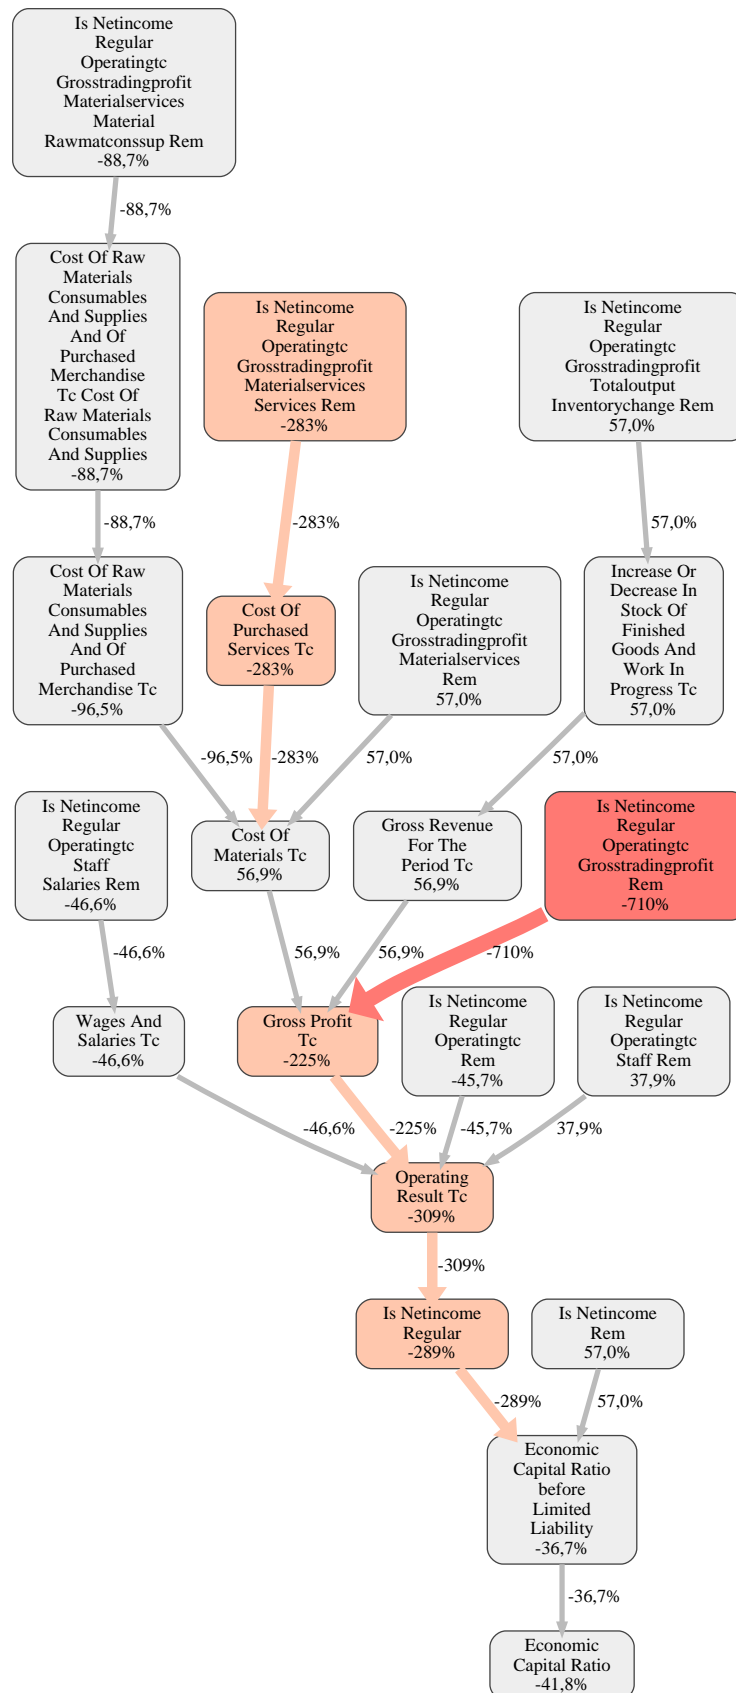 Is Netincome
Regular
Operatingtc
Grosstradingprofit
Materialservices
Material
Rawmatconssup Rem
-88,7%
-88,7%
Cost Of Raw
Materials
Consumables
And Supplies
And Of
Purchased
Merchandise
Tc Cost Of
Raw Materials
Consumables
And Supplies
-88,7%
Is Netincome
Regular
Operatingtc
Grosstradingprofit
Materialservices
Services Rem
-283%
Is Netincome
Regular
Operatingtc
Grosstradingprofit
Totaloutput
Inventorychange Rem
57,0%
-88,7%
-283%
57,0%
Cost Of Raw
Materials
Consumables
And Supplies
And Of
Purchased
Merchandise Tc
-96,5%
Cost Of
Purchased
Services Tc
-283%
Is Netincome
Regular
Operatingtc
Grosstradingprofit
Materialservices
Rem
57,0%
Increase Or
Decrease In
Stock Of
Finished
Goods And
Work In
Progress Tc
57,0%
-96,5%
-283%
57,0%
57,0%
Is Netincome
Regular
Operatingtc
Staff
Salaries Rem
-46,6%
Cost Of
Materials Tc
56,9%
Gross Revenue
For The
Period Tc
56,9%
Is Netincome
Regular
Operatingtc
Grosstradingprofit
Rem
-710%
-46,6%
56,9%
56,9%
-710%
Wages And
Salaries Tc
-46,6%
Gross Profit
Tc
-225%
Is Netincome
Regular
Operatingtc
Rem
-45,7%
Is Netincome
Regular
Operatingtc
Staff Rem
37,9%
-46,6%
-225%
-45,7%
37,9%
Operating
Result Tc
-309%
-309%
Is Netincome
Regular
-289%
Is Netincome
Rem
57,0%
-289%
57,0%
Economic
Capital Ratio
before
Limited
Liability
-36,7%
-36,7%
Economic
Capital Ratio
-41,8%